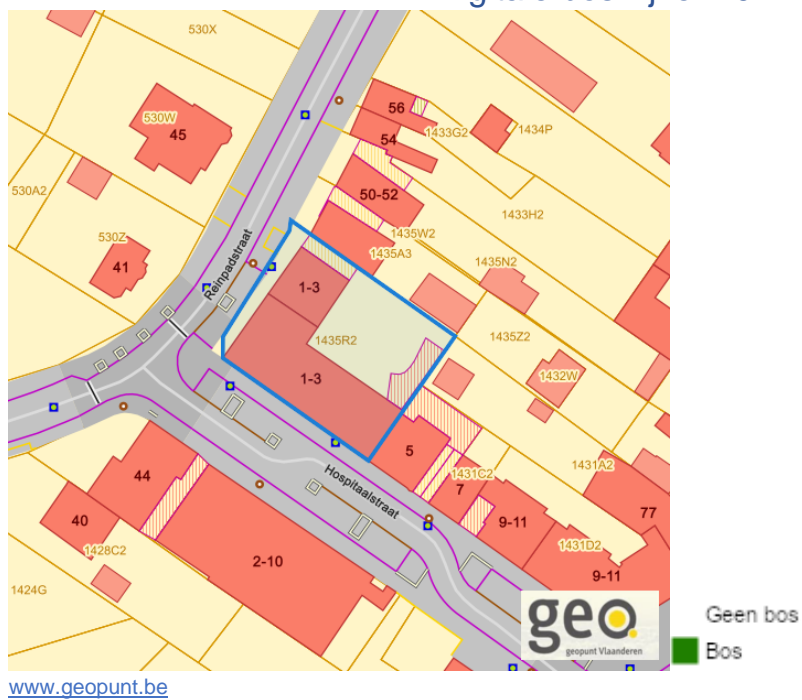 530X
56
1433G2
1434P
530W
45
54
50-52
530A2
1433H2
1435W2
530Z
1435A3
1435N2
41
Reinpadstraat
1-3
1435R2
1435Z2
1-3
1432W
5
1431C2
1431A2
44
Hospitaalstraat
7
77
40
9-11
1428C2
1431D2
2-10
9-11
1424G
geo.
geopunt Vlaanderen
Geen bos
Bos
www.geopunt.be